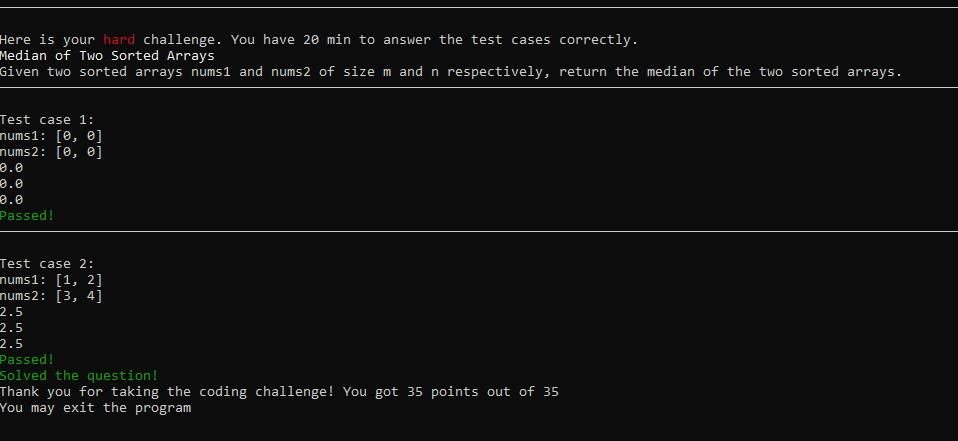 Here is your hard challenge. You have 20 min to answer the test cases correctly.
Median of Two Sorted Arrays
Given two sorted arrays nums1 and nums2 of size m and n respectively, return the median of the two sorted arrays.
Test case 1:
nums1: [0, 0]
nums2: [0, 0]
0.0
0.0
0.0
Passed!
Test case 2:
nums1: [1, 2]
nums2: [3, 4]
2.5
2.5
2.5
Passed!
Solved the question!
Thank you for taking the coding challenge! You got 35 points out of 35
You may exit the program